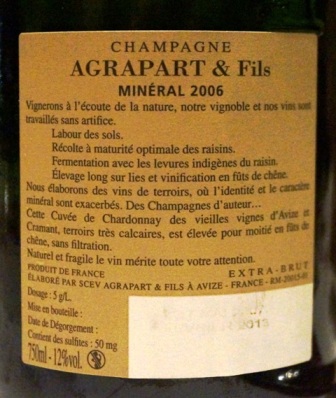 CHAMPAGNE
AGRAPART & Fils
MINÉRAL 2006
Vignerons à l'écoute de la nature, notre vignoble et nos vins sont
travaillés sans artifice.
Labour des sols.
Récolte à maturité optimale des raisins.
Fermentation avec les levures indigènes du raisin.
Élevage long sur lies et vinification en fûts de chêne.
Nous élaborons des vins de terroirs, où l'identité et le caractère
minéral sont exacerbés. Des Champagnes d'auteur...
Cette Cuvée de Chardonnay des vieilles vignes d'Avize et
Cramant, terroirs très calcaires, est élevée pour moitié en fûts de
chêne, sans filtration.
Naturel et fragile le vin mérite toute votre attention.
EXTRA-BRUT
PRODUIT DE FRANCE
ÉLABORÉ PAR SCEV AGRAPART & FILS À AVIZE - FRANCE - RM-20015-01
Dosage : 5 g/L.
Mise en bouteille :
Date de Dégorgement :
2013
Contient des sulfites : 50 mg
750ml - 12%vol.